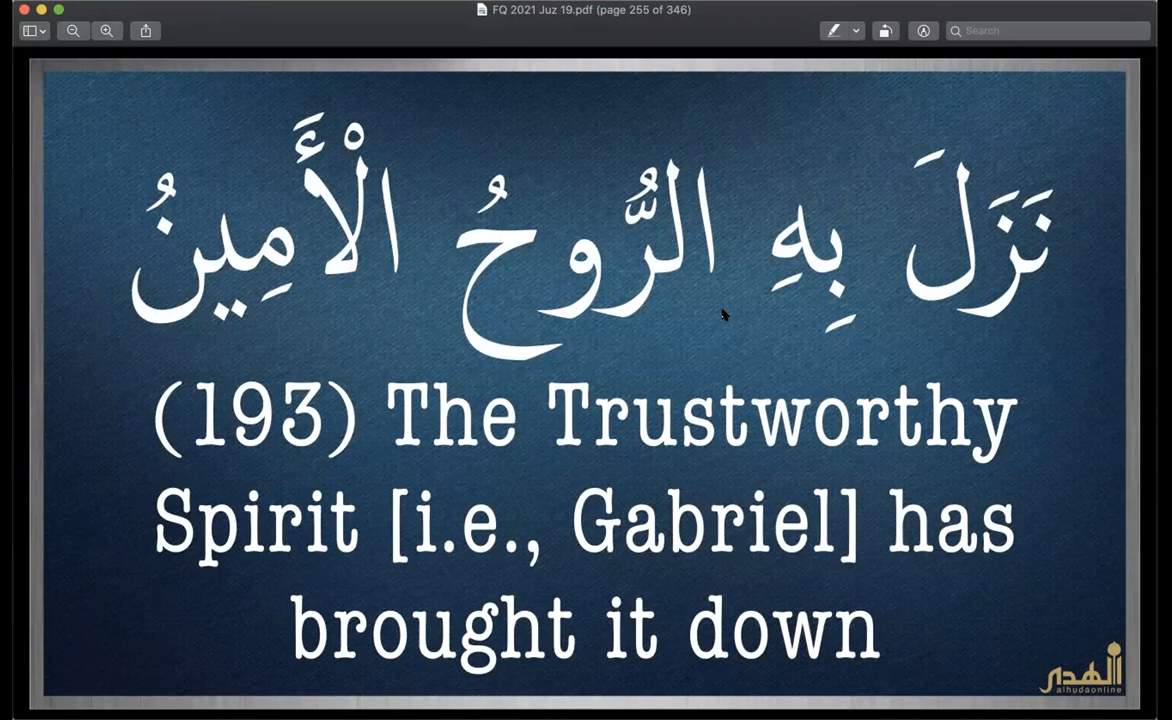 FQ 2021 Juz 19.pdf (page 255 of 346)
Search
نَزَلَ بِهِ الرُّوحُ الْأَمِينُ
(193) The Trustworthy
Spirit [i.e., Gabriel] has
brought it down
الهدى
alhudaonline